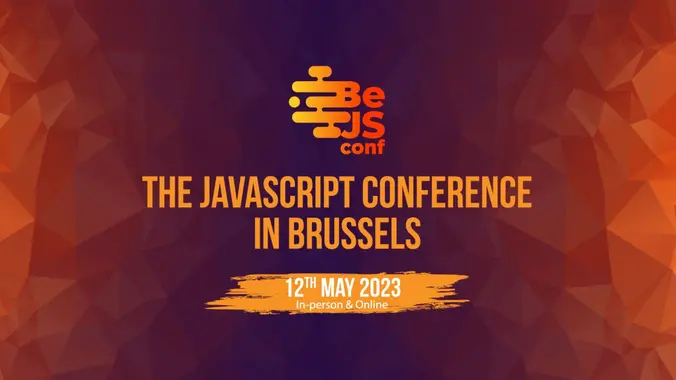 Be
JS
conf
THE JAVASCRIPT CONFERENCE
IN BRUSSELS
12TH MAY 2023
In-person & Online